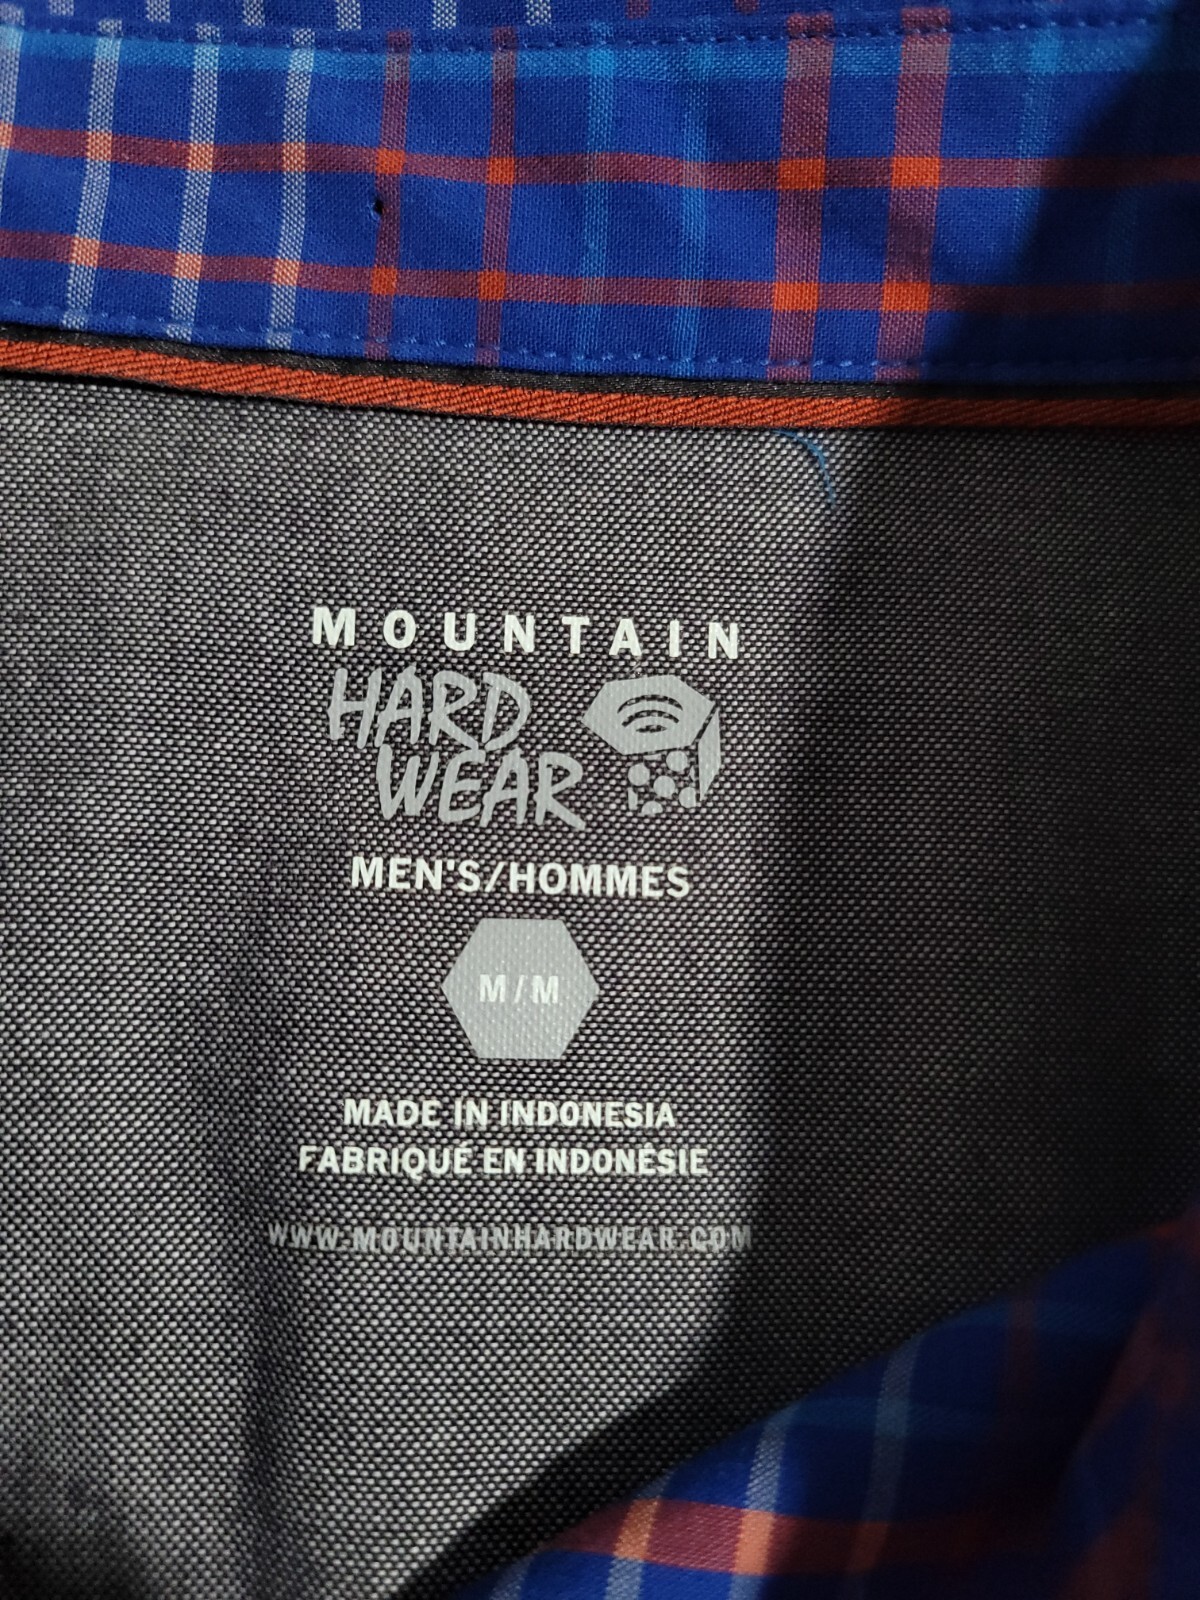 MOUNTAIN
HARD
WEAR
MEN'S/HOMMES
M/M
MADE IN INDONESIA
FABRIQUÉ EN INDONÉSIE
WWW.MOUNTAINHARDWEAR.COM